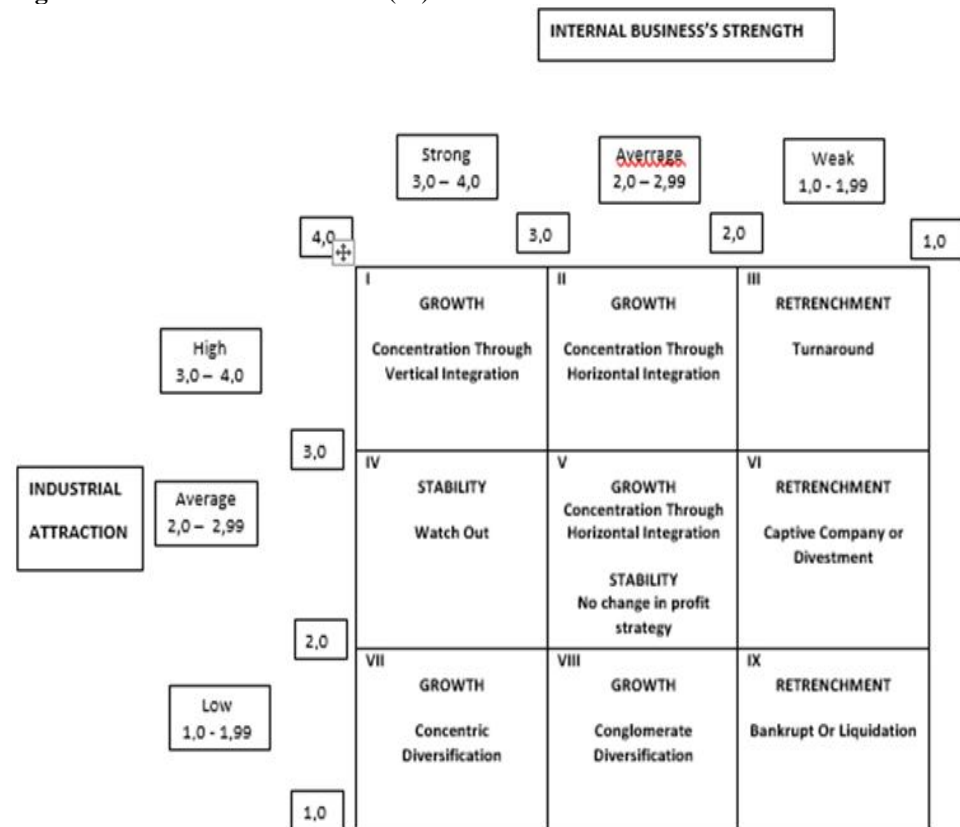 INTERNAL BUSINESS'S STRENGTH
Strong
3,0 – 4,0
Averrage
2,0 – 2,99
Weak
1,0 - 1,99
4,0
3,0
2,0
1,0
High
3,0 – 4,0
I
GROWTH
Concentration Through
Vertical Integration
II
GROWTH
Concentration Through
Horizontal Integration
III
RETRENCHMENT
Turnaround
3,0
INDUSTRIAL
ATTRACTION
Average
2,0 – 2,99
IV
STABILITY
Watch Out
V
GROWTH
Concentration Through
Horizontal Integration
STABILITY
No change in profit
strategy
VI
RETRENCHMENT
Captive Company or
Divestment
2,0
Low
1,0 - 1,99
VII
GROWTH
Concentric
Diversification
VIII
GROWTH
Conglomerate
Diversification
IX
RETRENCHMENT
Bankrupt Or Liquidation
1,0